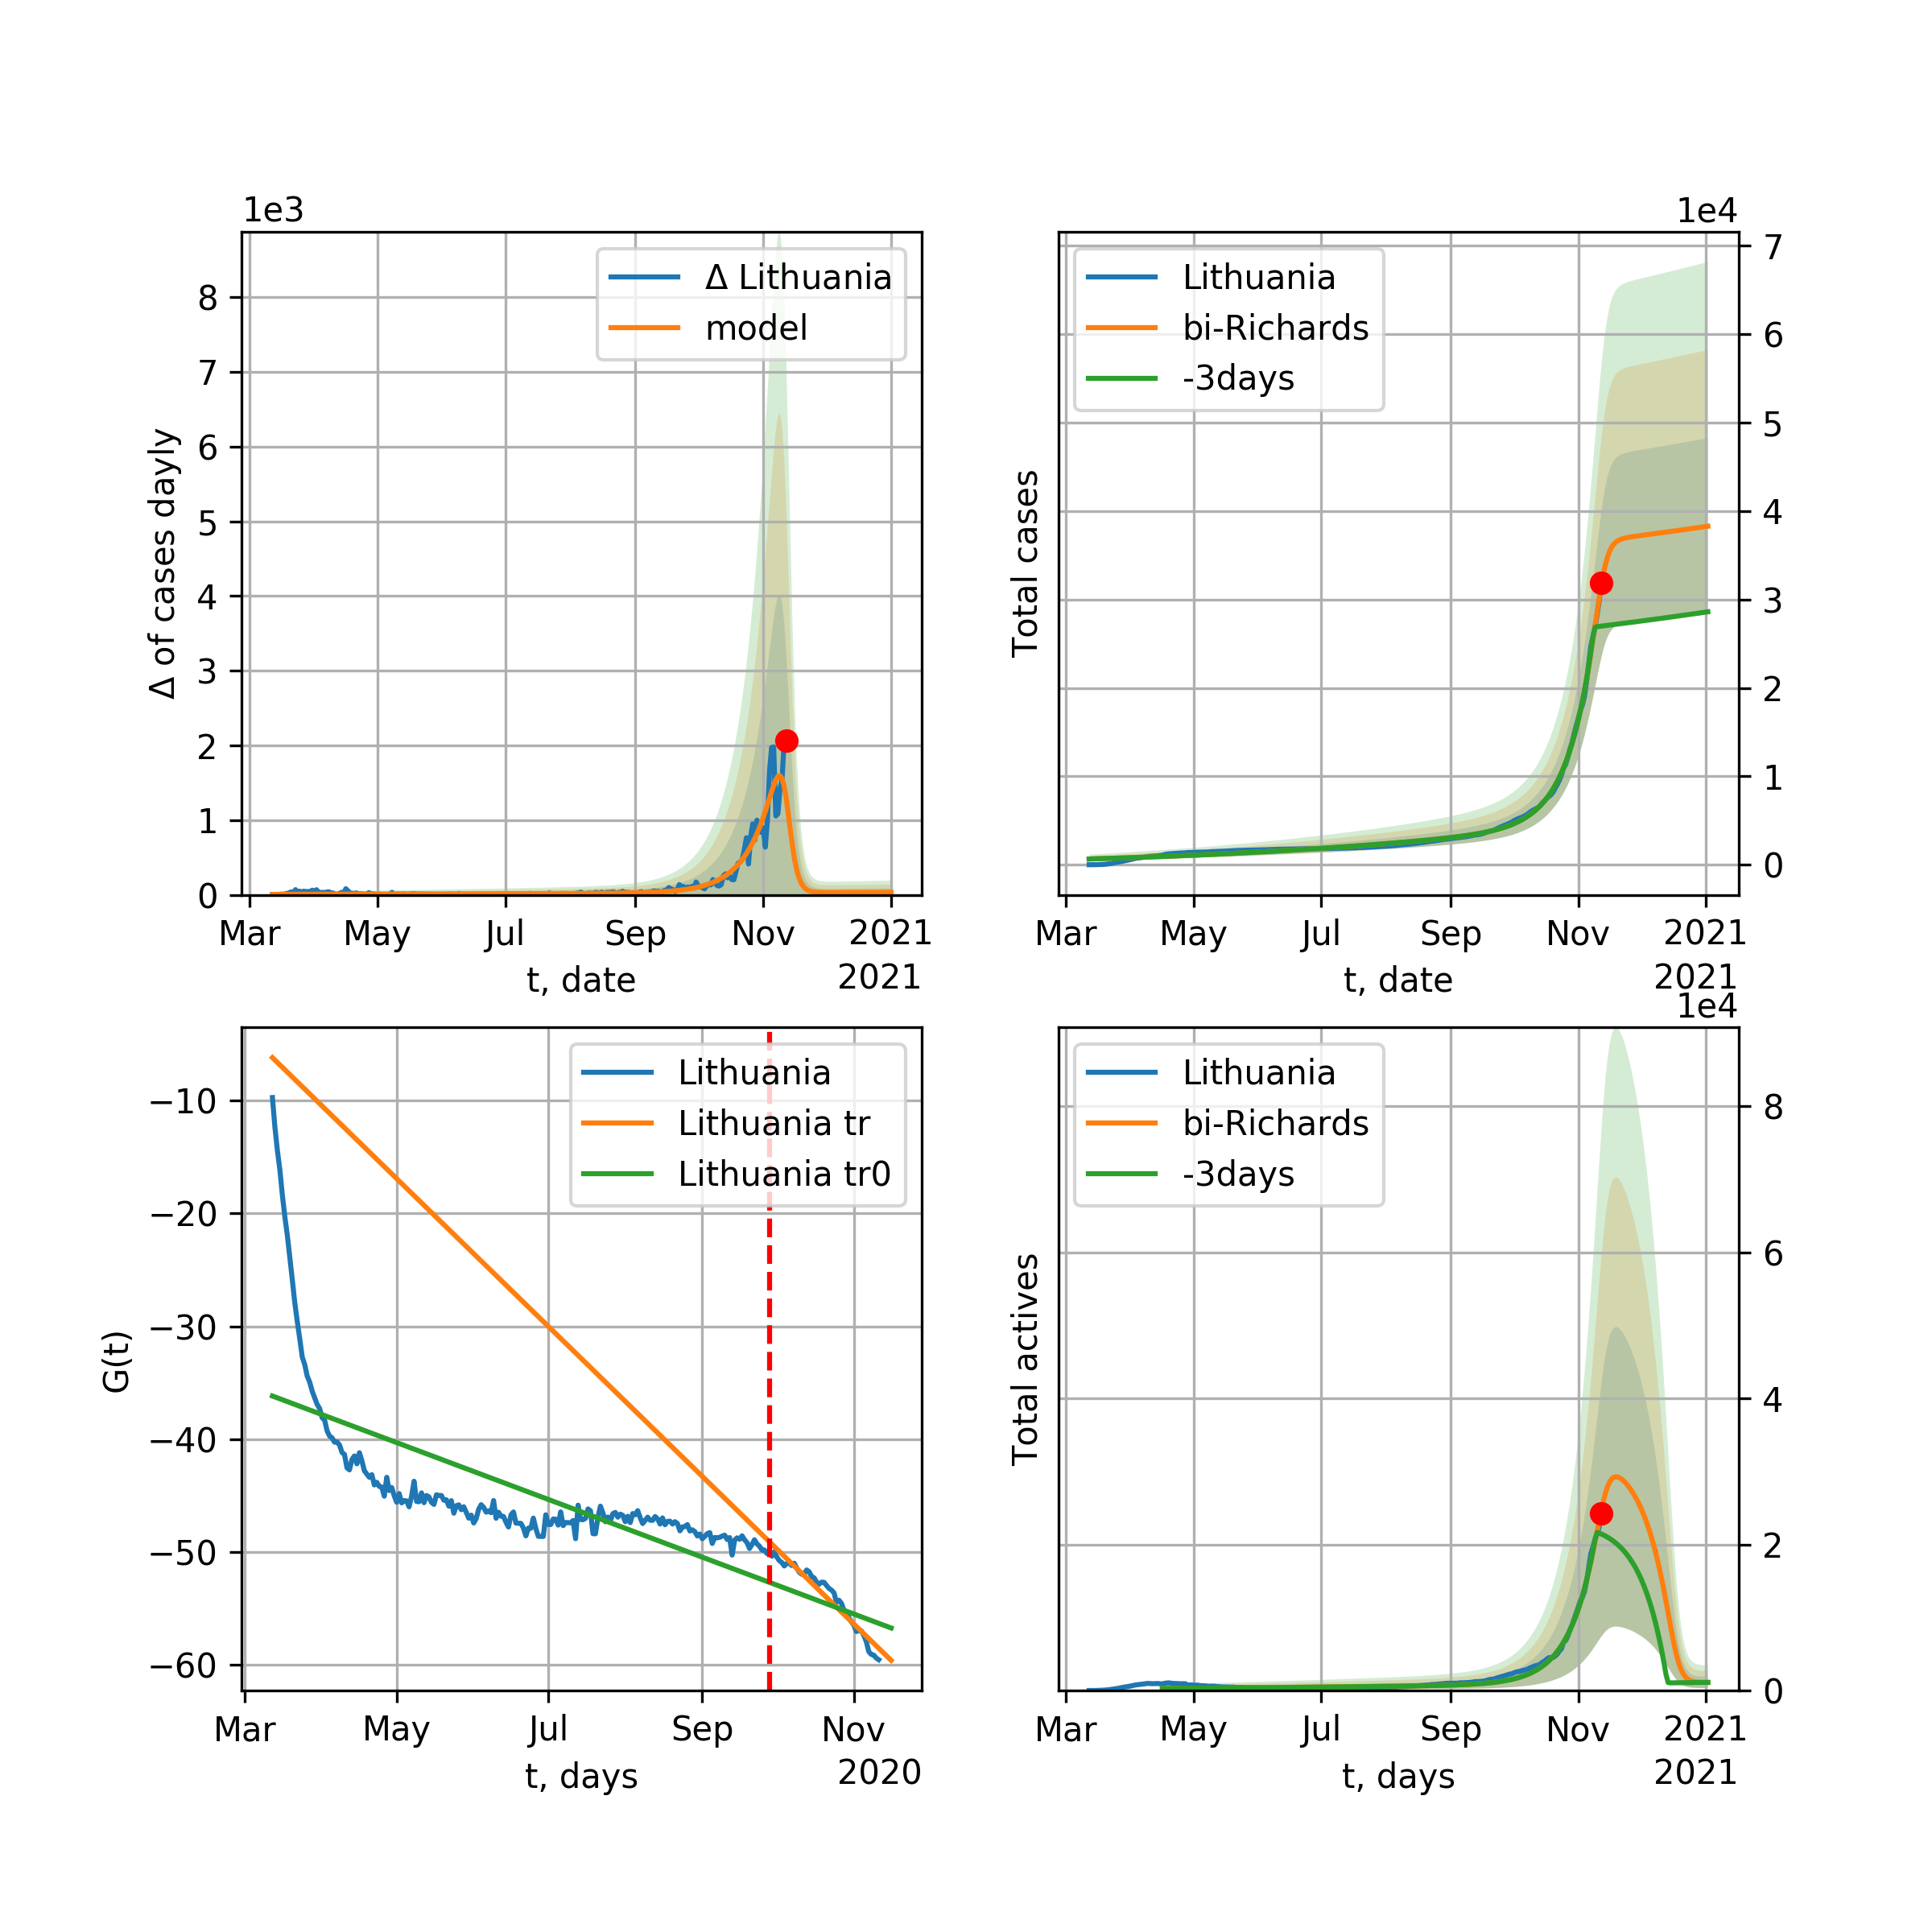 1e3
8
7
6
5
4
3
2
1
0
Δ of cases dayly
Δ Lithuania
model
Mar
May
Jul
Sep
Nov
2021
t, date
2021
1e4
Lithuania
bi-Richards
-3days
7
6
5
4
3
2
1
0
Total cases
Mar
May
Jul
Sep
Nov
2021
t, date
2021
Lithuania
Lithuania tr
Lithuania tr0
−10
−20
−30
−40
−50
−60
G(t)
Mar
May
Jul
Sep
Nov
t, days
2020
1e4
Lithuania
bi-Richards
-3days
8
6
4
2
0
Total actives
Mar
May
Jul
Sep
Nov
2021
t, days
2021